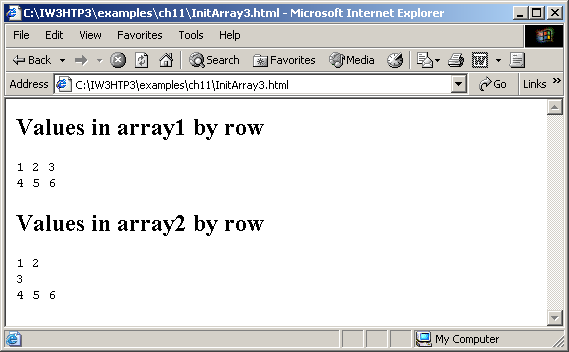 C:\IW3HTP3\examples\ch11\InitArray3.html - Microsoft Internet Explorer
File Edit View Favorites Tools Help
Back Search Favorites Media
Address C:\IW3HTP3\examples\ch11\InitArray3.html Go Links »
Values in array1 by row
1 2 3
4 5 6
Values in array2 by row
1 2
3
4 5 6
My Computer